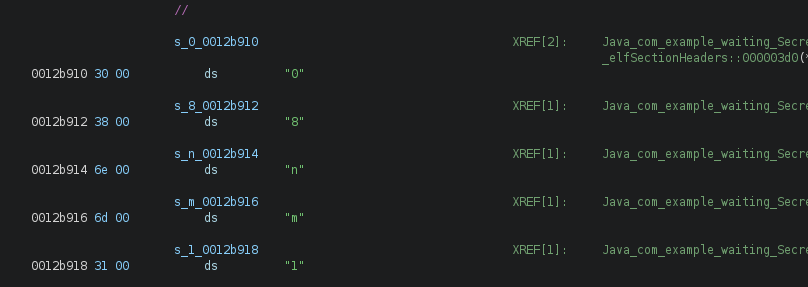 //
s_0_0012b910 XREF[2]: Java_com_example_waiting_Secre
_elfSectionHeaders::000003d0(*
0012b910 30 00 ds "0"
s_8_0012b912 XREF[1]: Java_com_example_waiting_Secre
0012b912 38 00 ds "8"
s_n_0012b914 XREF[1]: Java_com_example_waiting_Secre
0012b914 6e 00 ds "n"
s_m_0012b916 XREF[1]: Java_com_example_waiting_Secre
0012b916 6d 00 ds "m"
s_1_0012b918 XREF[1]: Java_com_example_waiting_Secre
0012b918 31 00 ds "1"